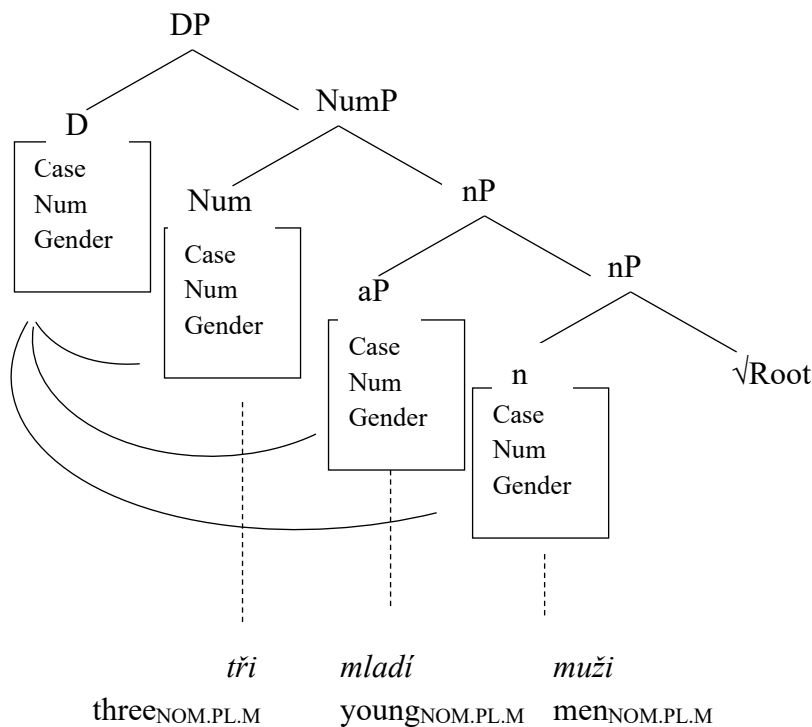 DP
D
NumP
Case
Num
Gender
Num
nP
Case
Num
Gender
aP
nP
Case
Num
Gender
n
√Root
Case
Num
Gender
tři mladí muži
threeNOM.PL.M youngNOM.PL.M menNOM.PL.M